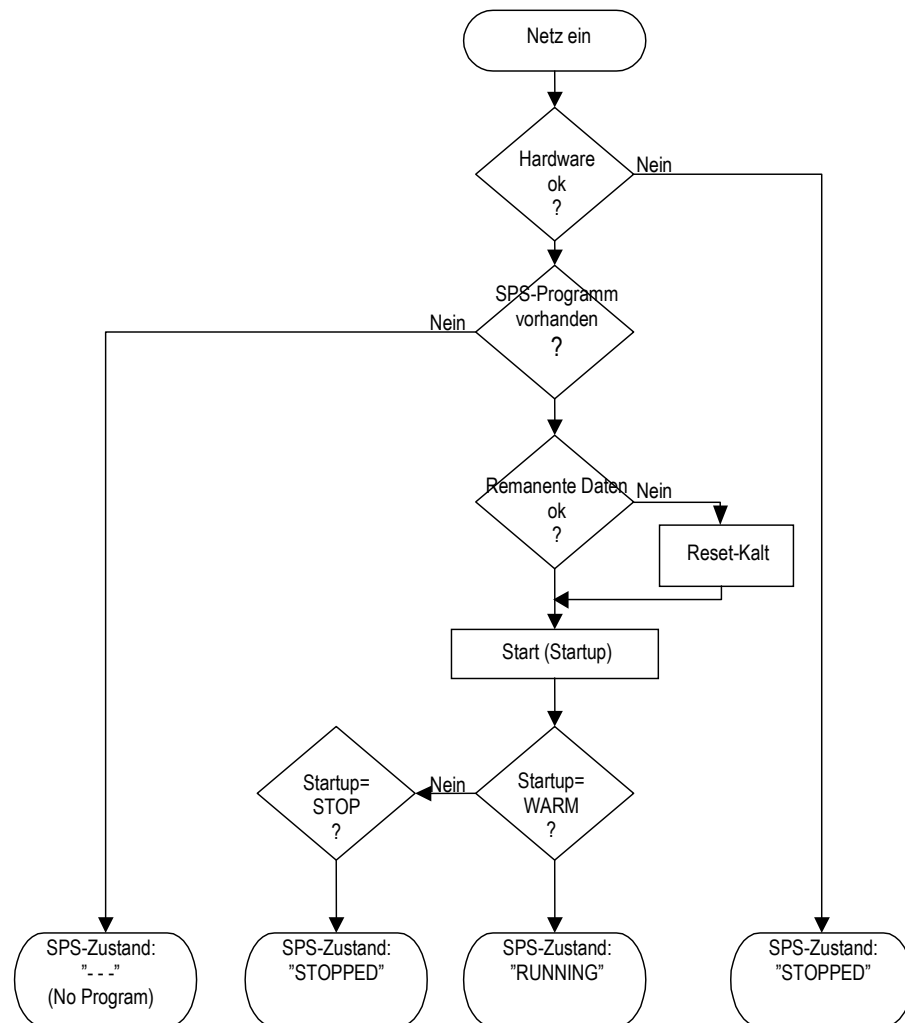 Netz ein
Hardware
ok
?
Nein
SPS-Programm
vorhanden
?
Nein
Remanente Daten
ok
?
Nein
Reset-Kalt
Start (Startup)
Startup=
STOP
?
Nein
Startup=
WARM
?
SPS-Zustand:
"- - -"
(No Program)
SPS-Zustand:
"STOPPED"
SPS-Zustand:
"RUNNING"
SPS-Zustand:
"STOPPED"